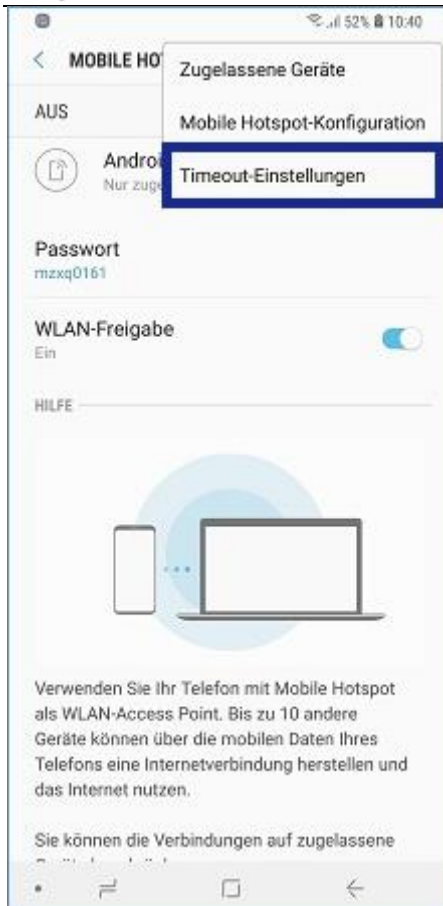 52% 10:40
MOBILE HO
Zugelassene Geräte
AUS
Mobile Hotspot-Konfiguration
Androi
Nur zuge
Timeout-Einstellungen
Passwort
mzxq0161
WLAN-Freigabe
Ein
HILFE
Verwenden Sie Ihr Telefon mit Mobile Hotspot
als WLAN-Access Point. Bis zu 10 andere
Geräte können über die mobilen Daten Ihres
Telefons eine Internetverbindung herstellen und
das Internet nutzen.
Sie können die Verbindungen auf zugelassene